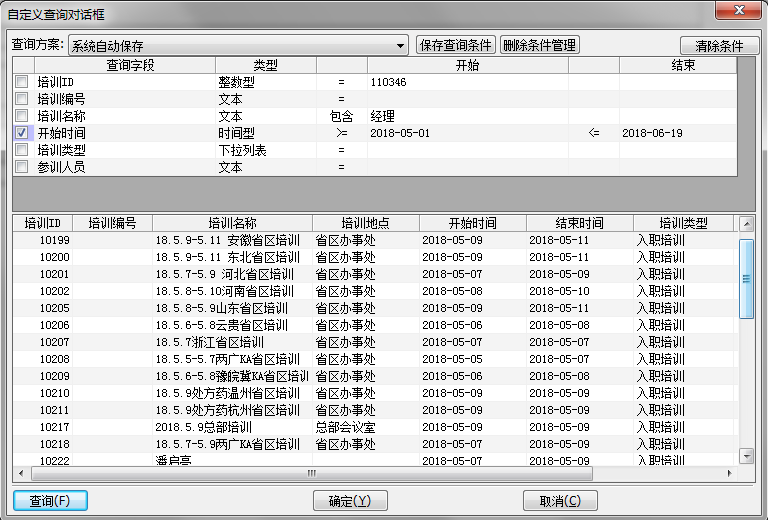 自定义查询对话框
查询方案: 系统自动保存 保存查询条件 删除条件管理 清除条件
查询字段 类型 开始 结束
培训ID 整数型 = 110346
培训编号 文本 =
培训名称 文本 包含 经理
开始时间 时间型 >= 2018-05-01 <= 2018-06-19
培训类型 下拉列表 =
参训人员 文本 =
培训ID 培训编号 培训名称 培训地点 开始时间 结束时间 培训类型
10199 18.5.9-5.11 安徽省区培训 省区办事处 2018-05-09 2018-05-11 入职培训
10200 18.5.9-5.11 东北省区培训 省区办事处 2018-05-09 2018-05-11 入职培训
10201 18.5.7-5.9 河北省区培训 省区办事处 2018-05-07 2018-05-09 入职培训
10202 18.5.8-5.10河南省区培训 省区办事处 2018-05-08 2018-05-10 入职培训
10205 18.5.8-5.9山东省区培训 省区办事处 2018-05-09 2018-05-11 入职培训
10206 18.5.6-5.8云贵省区培训 省区办事处 2018-05-06 2018-05-08 入职培训
10207 18.5.7浙江省区培训 省区办事处 2018-05-07 2018-05-07 入职培训
10208 18.5.5-5.7两广KA省区培训 省区办事处 2018-05-05 2018-05-07 入职培训
10209 18.5.6-5.8豫皖冀KA省区培训 省区办事处 2018-05-06 2018-05-08 入职培训
10210 18.5.9处方药温州省区培训 省区办事处 2018-05-09 2018-05-09 入职培训
10211 18.5.9处方药杭州省区培训 省区办事处 2018-05-09 2018-05-09 入职培训
10217 2018.5.9总部培训 总部会议室 2018-05-09 2018-05-09 入职培训
10218 18.5.7-5.9两广KA省区培训 省区办事处 2018-05-07 2018-05-09 入职培训
10222 潘启亮 2018-05-07 2018-05-07 入职培训
查询(F) 确定(Y) 取消(C)